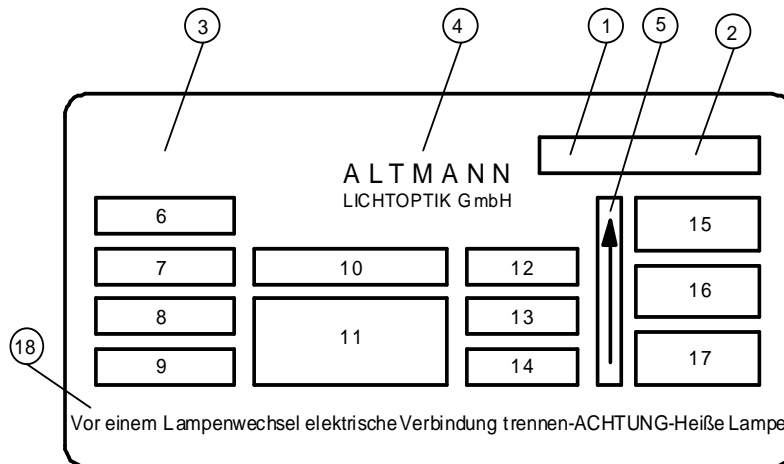 3 4 1 5 2
ALTMANN
LICHTOPTIK GmbH
6 15
7 10 12
8 11 13 16
9 14 17
18
Vor einem Lampenwechsel elektrische Verbindung trennen-ACHTUNG-Heiße Lampe